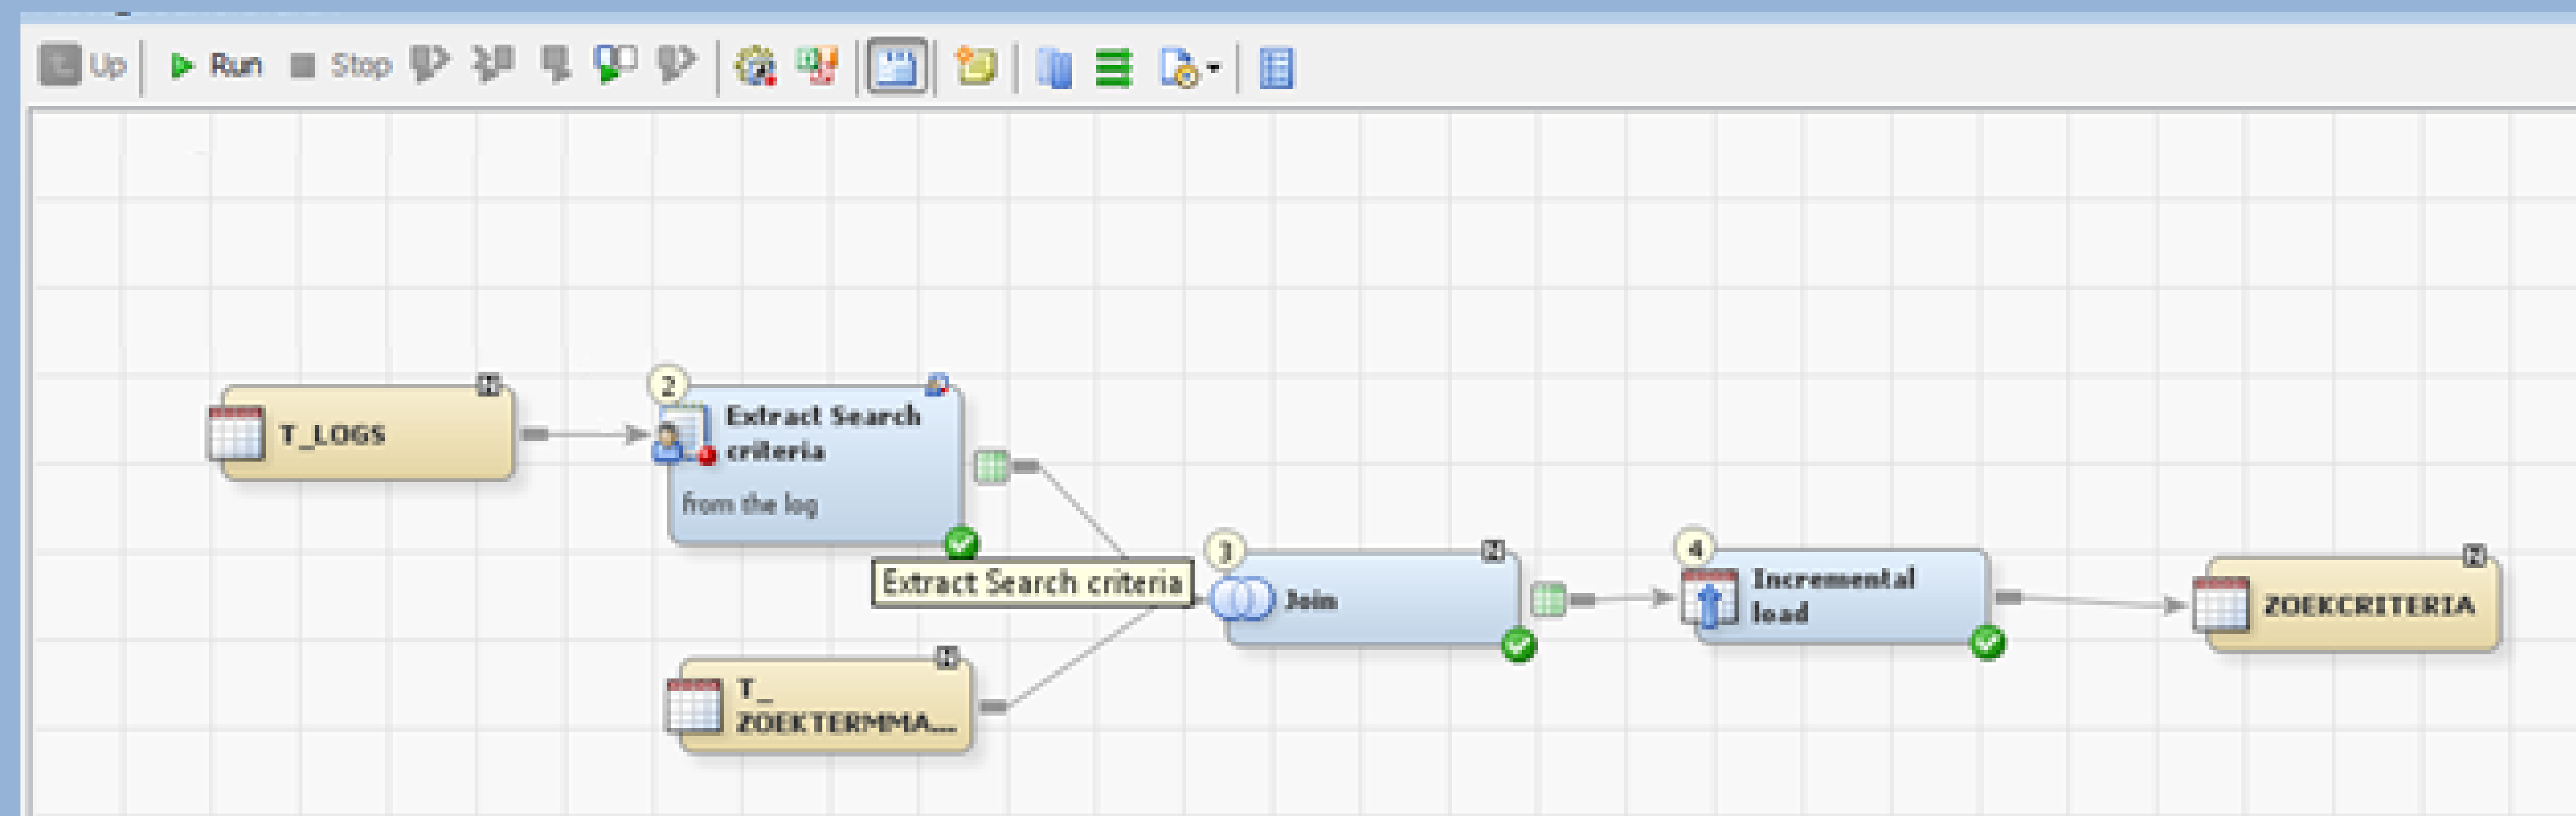 Up
Run
Stop
2
T_LOGS
Extract Search
criteria
from the log
Extract Search criteria
3
Join
4
Incremental
load
ZOEKCRITERIA
T_
ZOEKTERMMA...